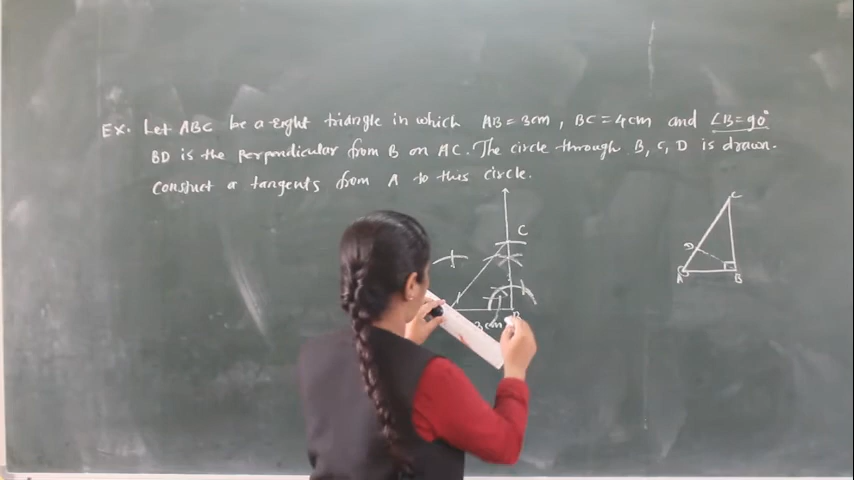 Ex. Let ABC be a right triangle in which AB = 3cm, BC = 4cm and ∠B = 90°
BD is the perpendicular from B on AC. The circle through B, C, D is drawn.
Construct a tangents from A to this circle.
C
3cm
B
C
D
A
B